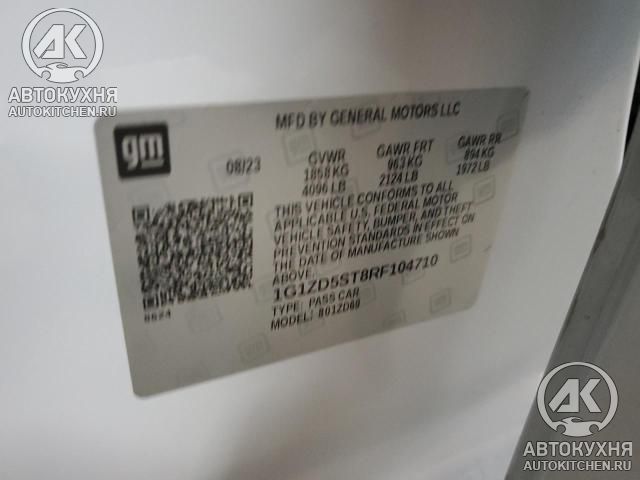 АВТОКУХНЯ
AUTOKITCHEN.RU
MFD BY GENERAL MOTORS LLC
gm
08/23
GVWR
1858 KG
4096 LB
GAWR FRT
963 KG
2124 LB
GAWR RR
894 KG
1972 LB
THIS VEHICLE CONFORMS TO ALL
APPLICABLE U.S. FEDERAL MOTOR
VEHICLE SAFETY, BUMPER, AND THEFT
PREVENTION STANDARDS IN EFFECT ON
THE DATE OF MANUFACTURE SHOWN
ABOVE.
1G1ZD5ST8RF104710
TYPE: PASS CAR
MODEL: 801ZD69
AK
АВТОКУХНЯ
AUTOKITCHEN.RU